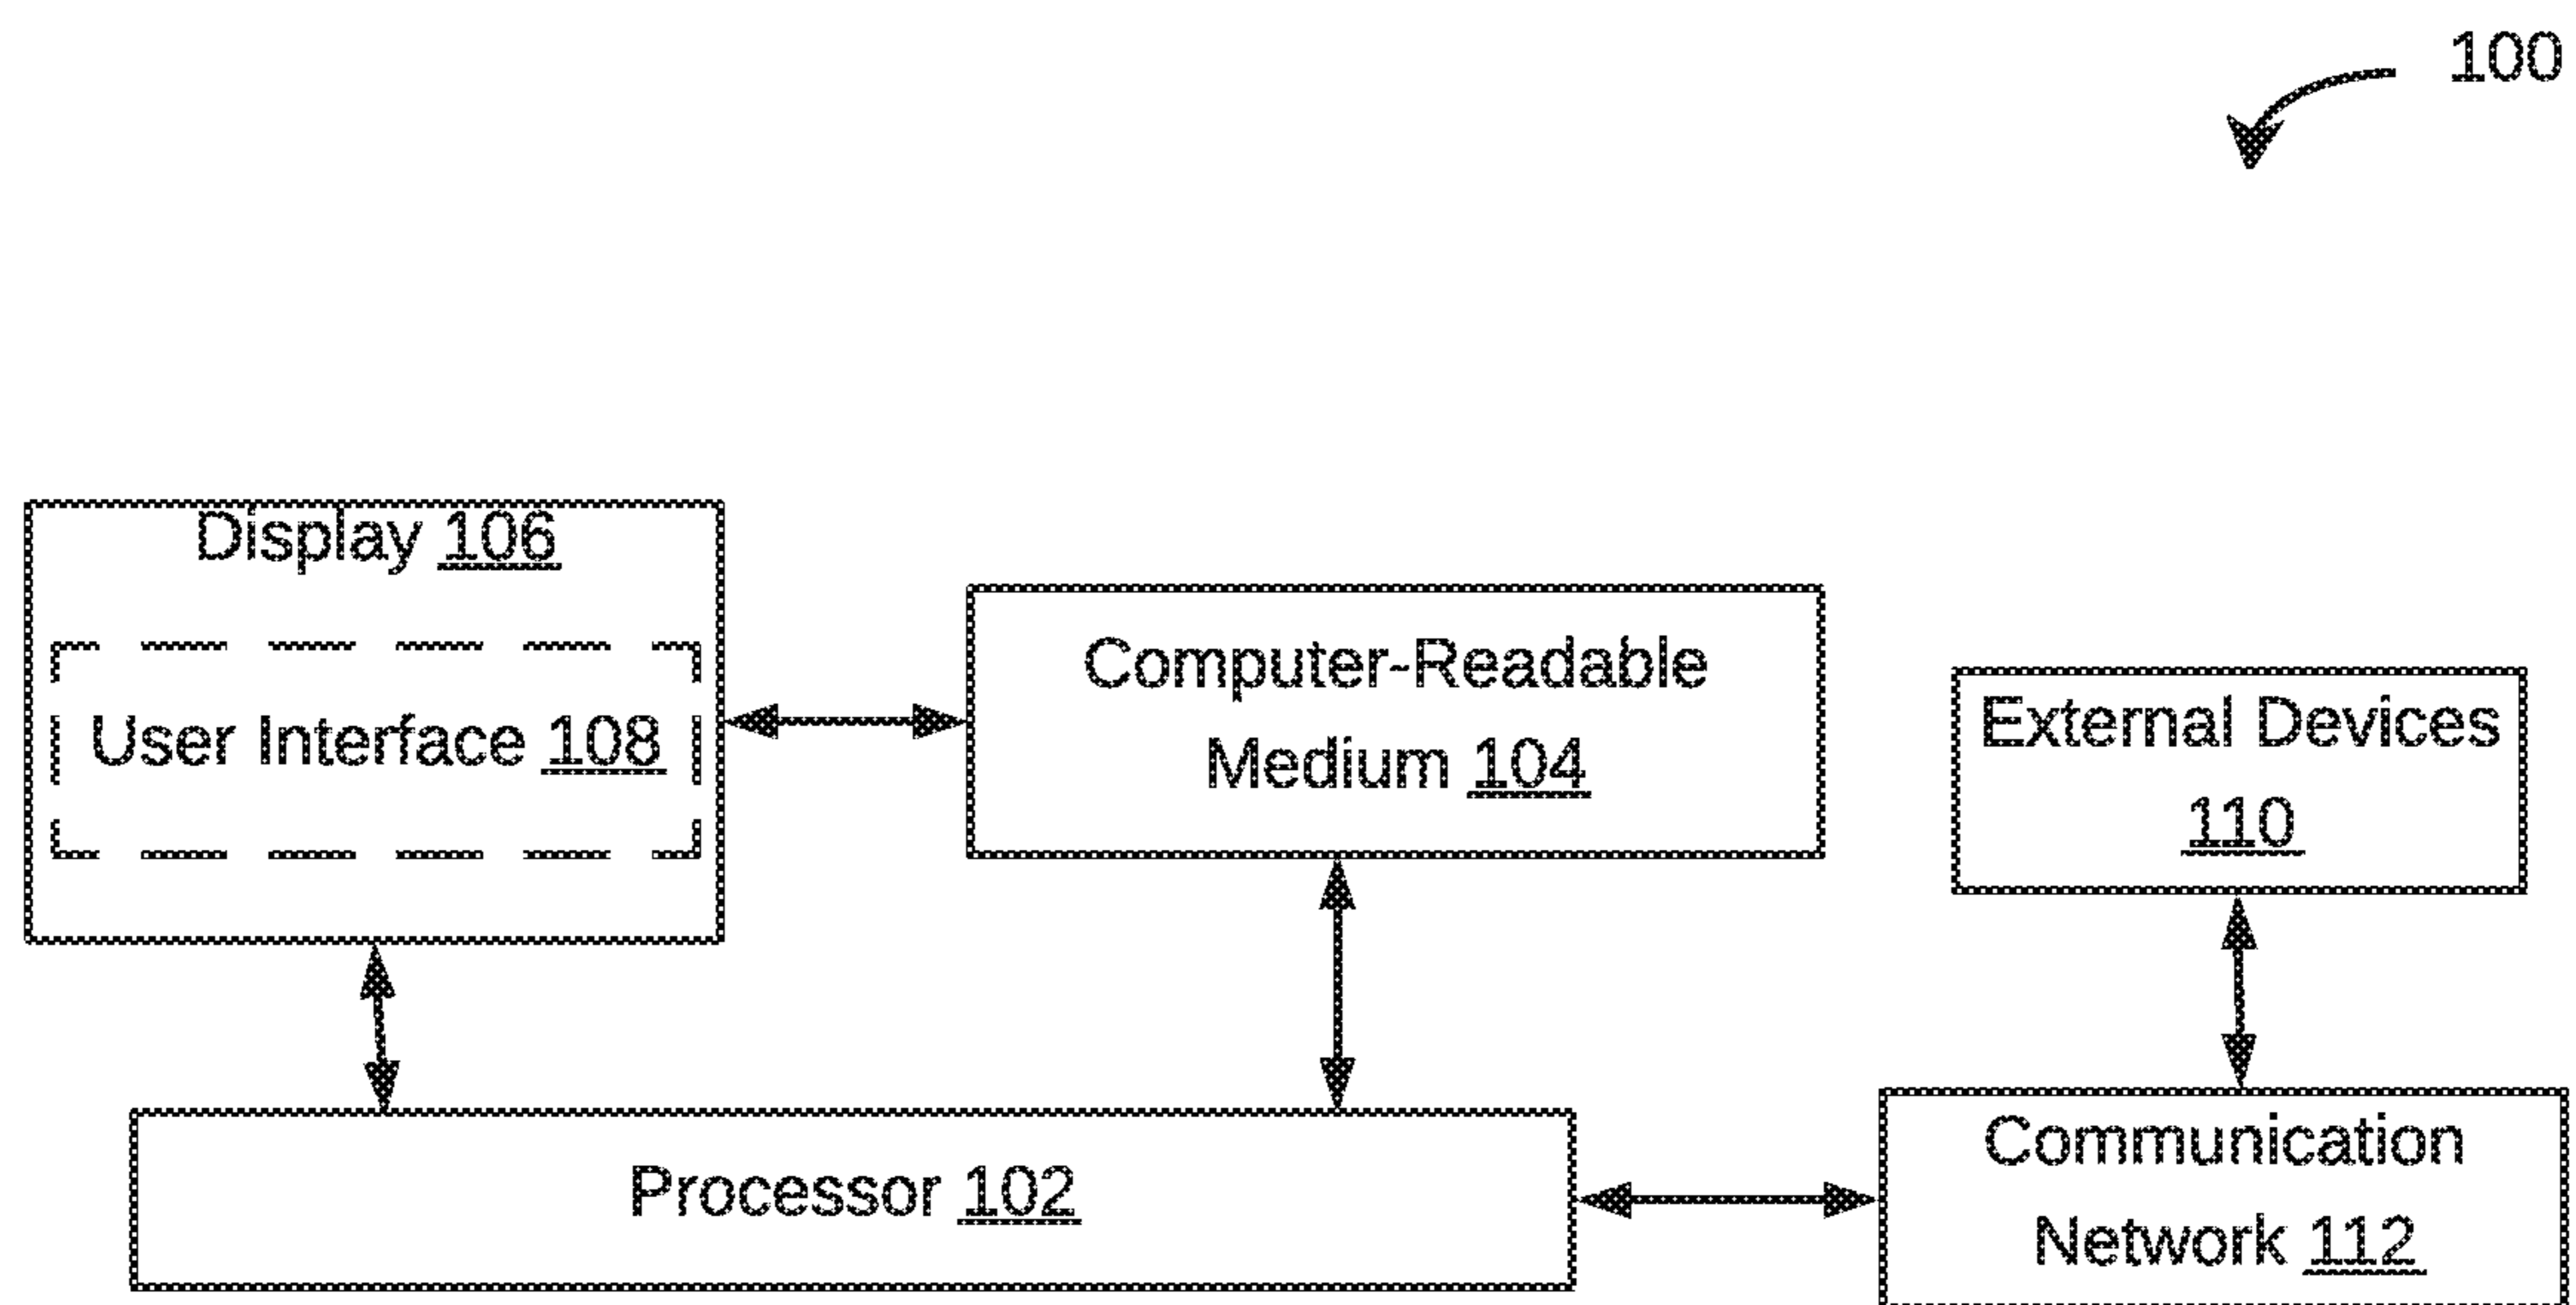 100
Display 106
User Interface 108
Computer-Readable
Medium 104
External Devices
110
Processor 102
Communication
Network 112